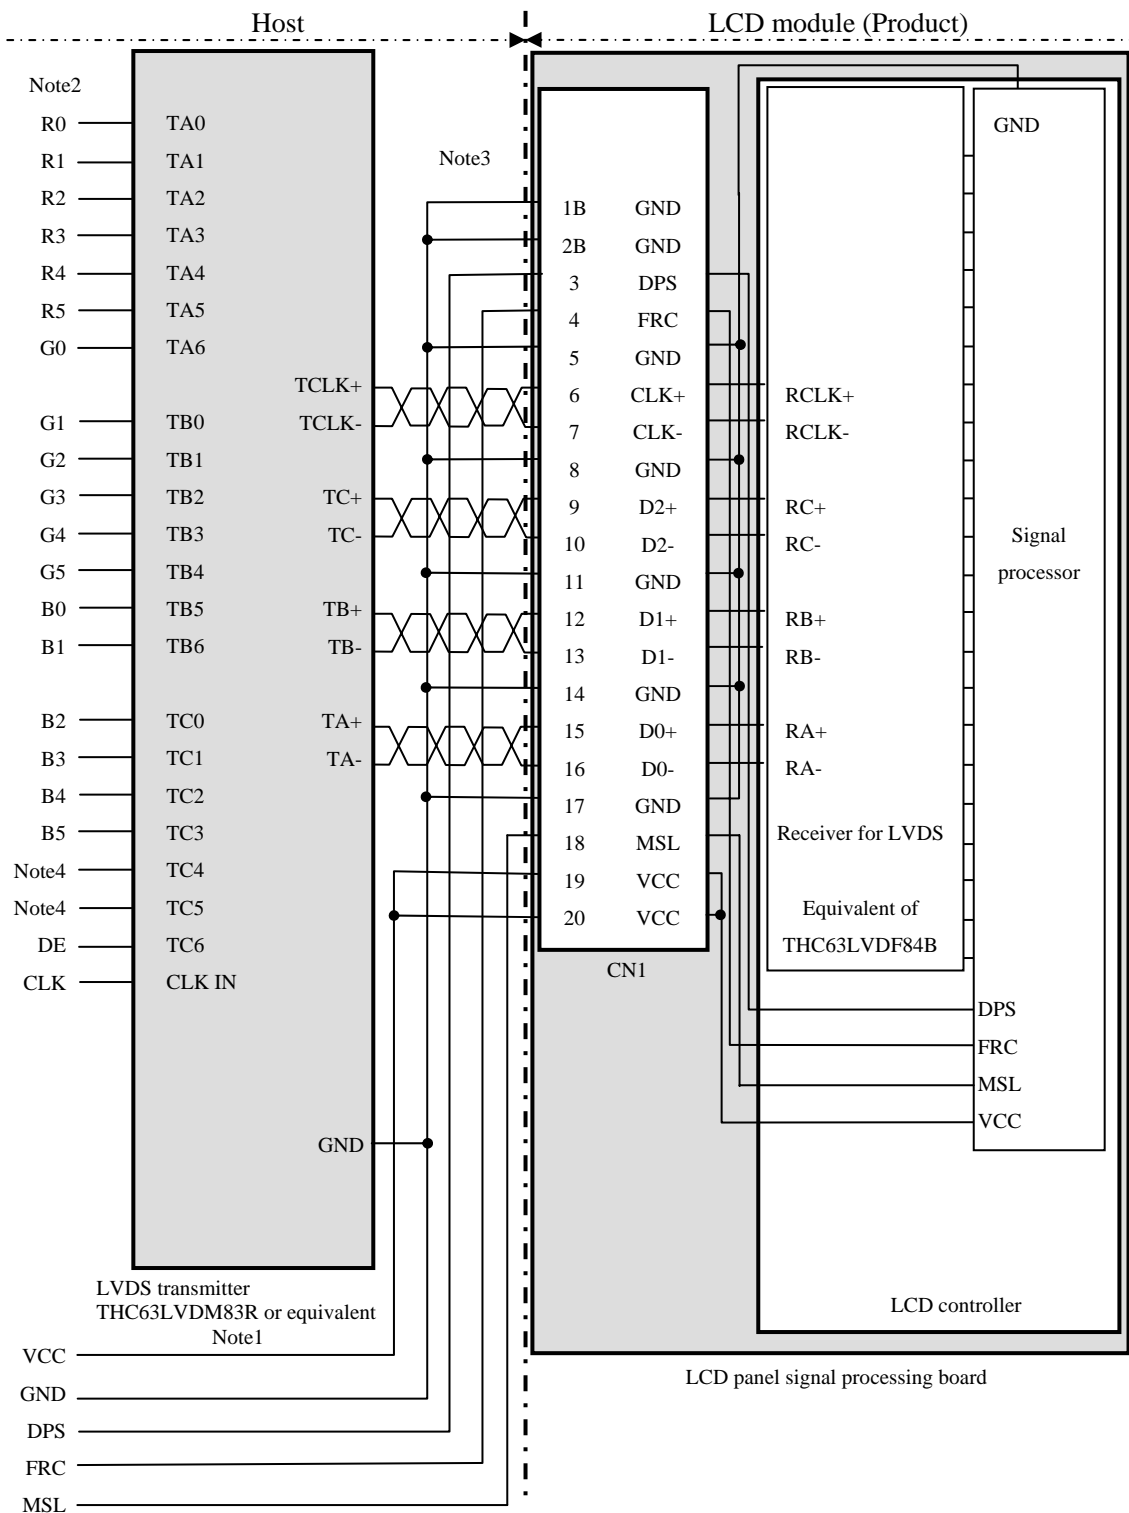 Host
LCD module (Product)
Note2
R0 TA0
R1 TA1
R2 TA2
R3 TA3
R4 TA4
R5 TA5
G0 TA6
G1 TB0
G2 TB1
G3 TB2
G4 TB3
G5 TB4
B0 TB5
B1 TB6
B2 TC0
B3 TC1
B4 TC2
B5 TC3
Note4 TC4
Note4 TC5
DE TC6
CLK CLK IN
TCLK+
TCLK-
TC+
TC-
TB+
TB-
TA+
TA-
GND
LVDS transmitter
THC63LVDM83R or equivalent
Note1
VCC
GND
DPS
FRC
MSL
Note3
1B GND
2B GND
3 DPS
4 FRC
5 GND
6 CLK+
7 CLK-
8 GND
9 D2+
10 D2-
11 GND
12 D1+
13 D1-
14 GND
15 D0+
16 D0-
17 GND
18 MSL
19 VCC
20 VCC
CN1
RCLK+
RCLK-
RC+
RC-
RB+
RB-
RA+
RA-
Receiver for LVDS
Equivalent of
THC63LVDF84B
GND
Signal
processor
DPS
FRC
MSL
VCC
LCD controller
LCD panel signal processing board